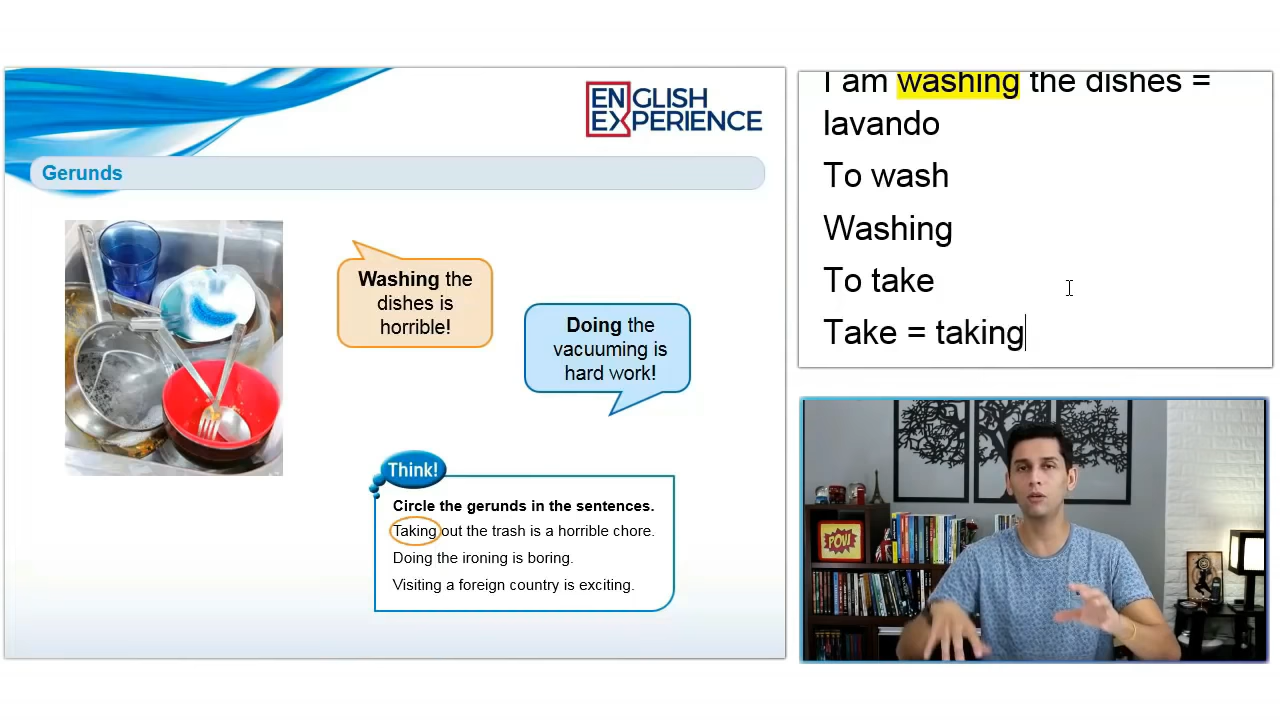 ENGLISH
EXPERIENCE
Gerunds
Washing the
dishes is
horrible!
Doing the
vacuuming is
hard work!
Think!
Circle the gerunds in the sentences.
Taking out the trash is a horrible chore.
Doing the ironing is boring.
Visiting a foreign country is exciting.
I am washing the dishes =
lavando
To wash
Washing
To take
Take = taking
POW!